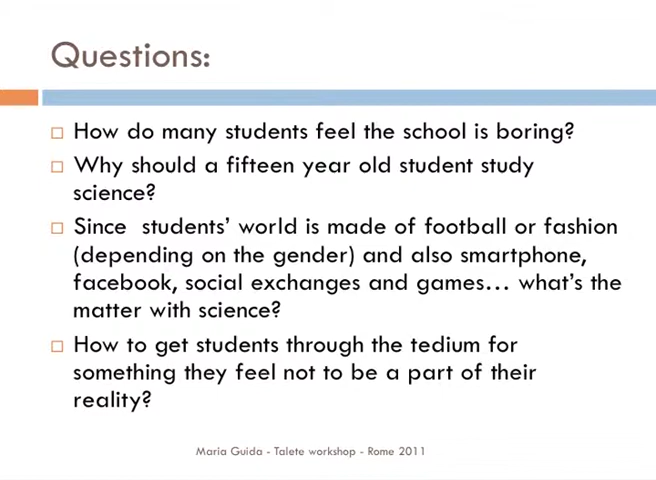 Questions:
How do many students feel the school is boring?
Why should a fifteen year old student study
science?
Since students' world is made of football or fashion
(depending on the gender) and also smartphone,
facebook, social exchanges and games... what's the
matter with science?
How to get students through the tedium for
something they feel not to be a part of their
reality?
Maria Guida - Talete workshop - Rome 2011